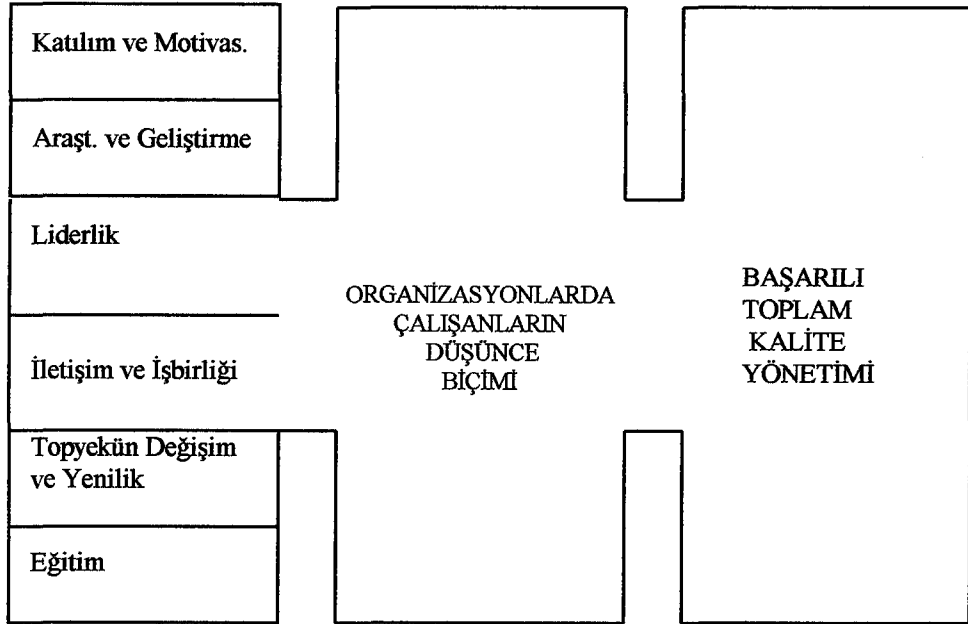 Katılım ve Motivas.
Araşt. ve Geliştirme
Liderlik
İletişim ve İşbirliği
Topyekün Değişim
ve Yenilik
Eğitim
ORGANİZASYONLARDA
ÇALIŞANLARIN
DÜŞÜNCE
BİÇİMİ
BAŞARILI
TOPLAM
KALİTE
YÖNETİMİ